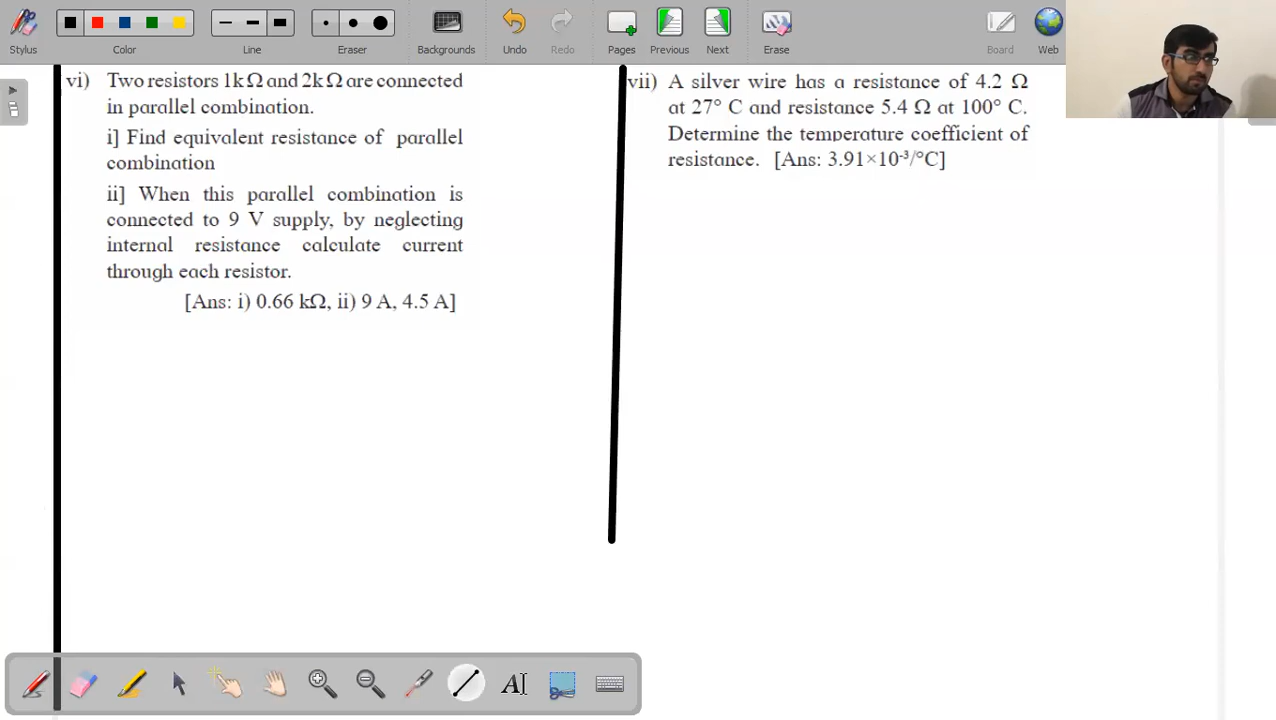 Stylus
Color
Line
Eraser
Backgrounds
Undo
Redo
Pages
Previous
Next
Erase
Board
Web
vi) Two resistors 1kΩ and 2kΩ are connected
in parallel combination.
i] Find equivalent resistance of parallel
combination
ii] When this parallel combination is
connected to 9 V supply, by neglecting
internal resistance calculate current
through each resistor.
[Ans: i) 0.66 kΩ, ii) 9 A, 4.5 A]
vii) A silver wire has a resistance of 4.2 Ω
at 27° C and resistance 5.4 Ω at 100° C.
Determine the temperature coefficient of
resistance. [Ans: 3.91×10⁻³/°C]